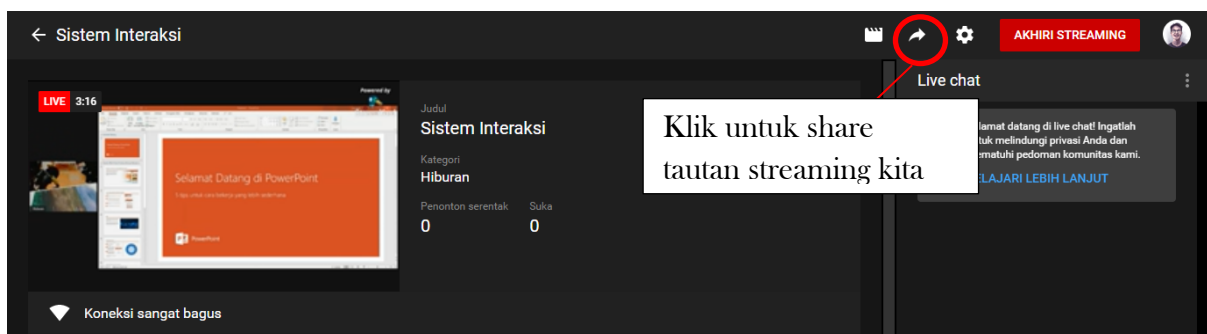 Sistem Interaksi
AKHIRI STREAMING
LIVE 3:16
Powered by
Selamat Datang di PowerPoint
PowerPoint
Judul
Sistem Interaksi
Kategori
Hiburan
Penonton serentak Suka
0 0
Koneksi sangat bagus
Klik untuk share
tautan streaming kita
Live chat
lamat datang di live chat! Ingatlah
tuk melindungi privasi Anda dan
ematuhi pedoman komunitas kami.
ELAJARI LEBIH LANJUT